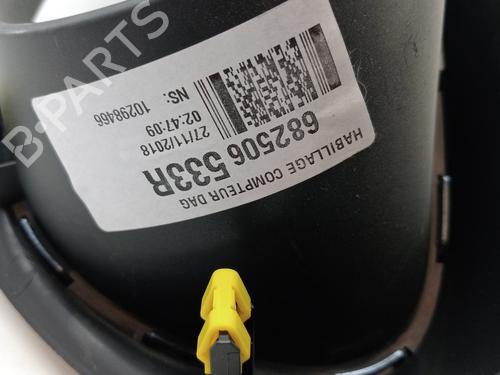 HABILLAGE COMPTEUR DAG
682506 533R
27/11/2018
02:47:09
NS: 10298466
B-PARTS